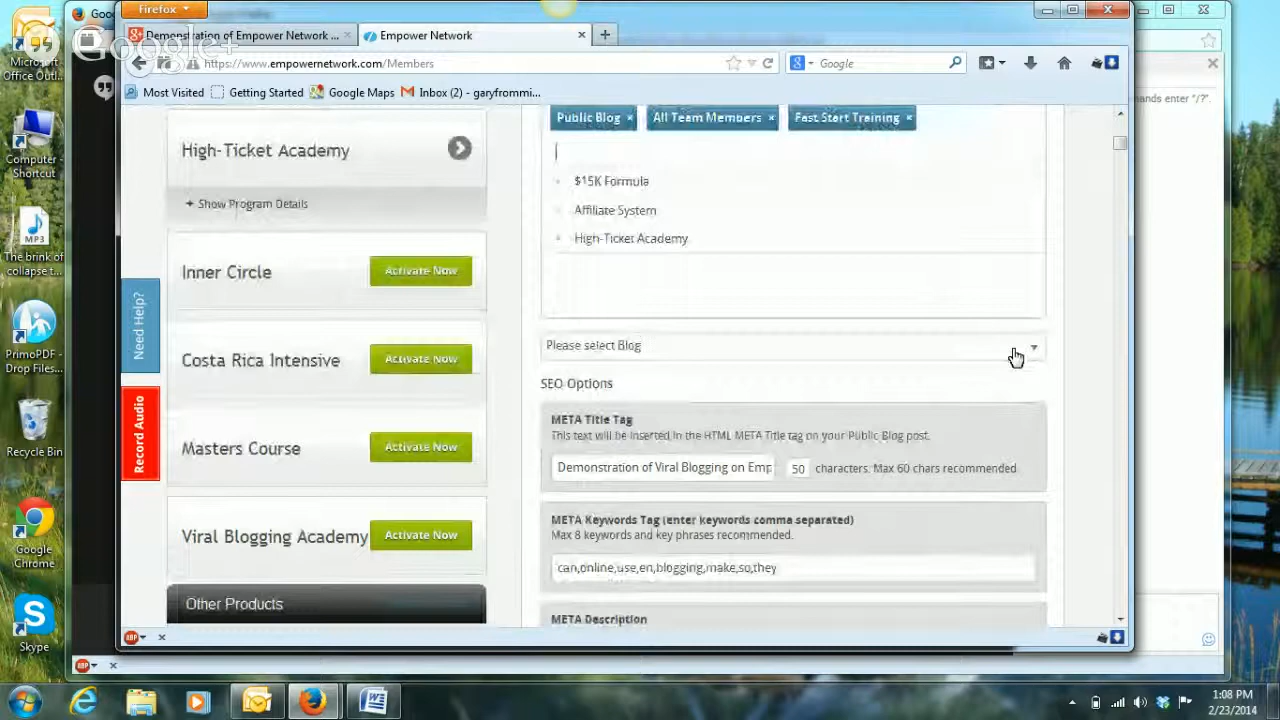 Firefox
Goo
Google+
Demonstration of Empower Network ...
Empower Network
https://www.empowernetwork.com/Members
Google
Most Visited
Getting Started
Google Maps
Inbox (2) - garyfrommi...
mands enter "/?".
Microsoft
Office Outl...
Computer -
Shortcut
MP3
The brink of
collapse t...
PrimoPDF -
Drop Files...
Recycle Bin
Google
Chrome
Skype
Need Help?
Record Audio
High-Ticket Academy
+ Show Program Details
Inner Circle
Activate Now
Costa Rica Intensive
Activate Now
Masters Course
Activate Now
Viral Blogging Academy
Activate Now
Other Products
Public Blog ×
All Team Members ×
Fast Start Training ×
$15K Formula
Affiliate System
High-Ticket Academy
Please select Blog
SEO Options
META Title Tag
This text will be inserted in the HTML META Title tag on your Public Blog post.
Demonstration of Viral Blogging on Emp
50 characters. Max 60 chars recommended
META Keywords Tag (enter keywords comma separated)
Max 8 keywords and key phrases recommended.
can,online,use,en,blogging,make,so,they
META Description
ABP
ABP
1:08 PM
2/23/2014